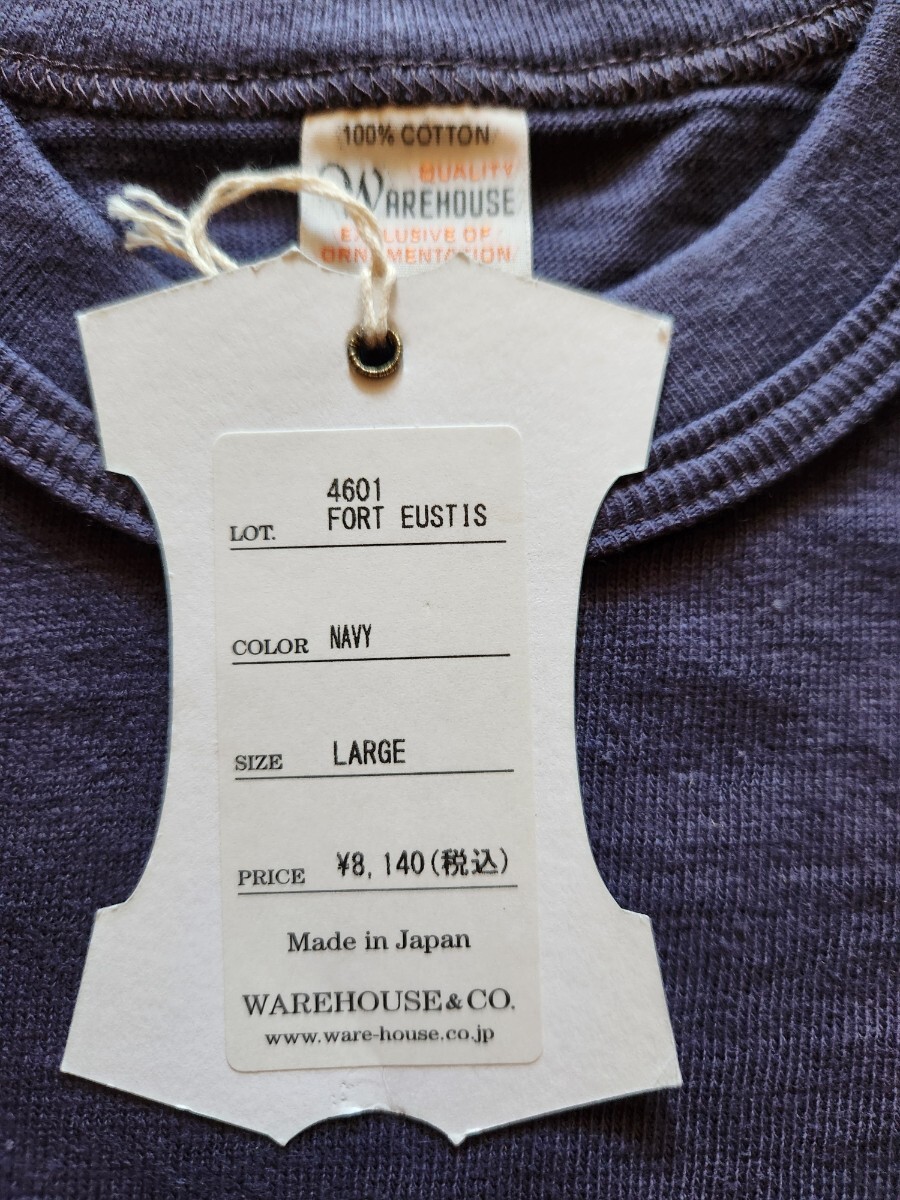 100% COTTON
QUALITY
WAREHOUSE
EXCLUSIVE OF
ORNAMENTATION
4601
LOT. FORT EUSTIS
COLOR NAVY
SIZE LARGE
PRICE ¥8,140(税込)
Made in Japan
WAREHOUSE & CO.
www.ware-house.co.jp